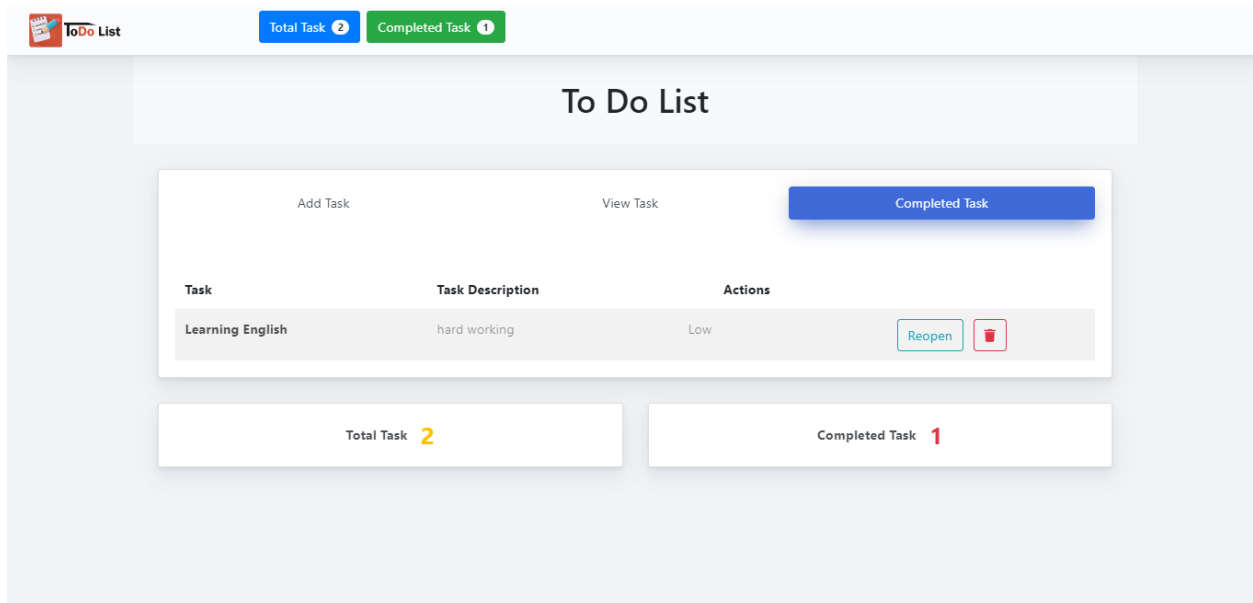 ToDo List Total Task 2 Completed Task 1
To Do List
Add Task View Task Completed Task
Task Task Description Actions
Learning English hard working Low Reopen
Total Task 2 Completed Task 1